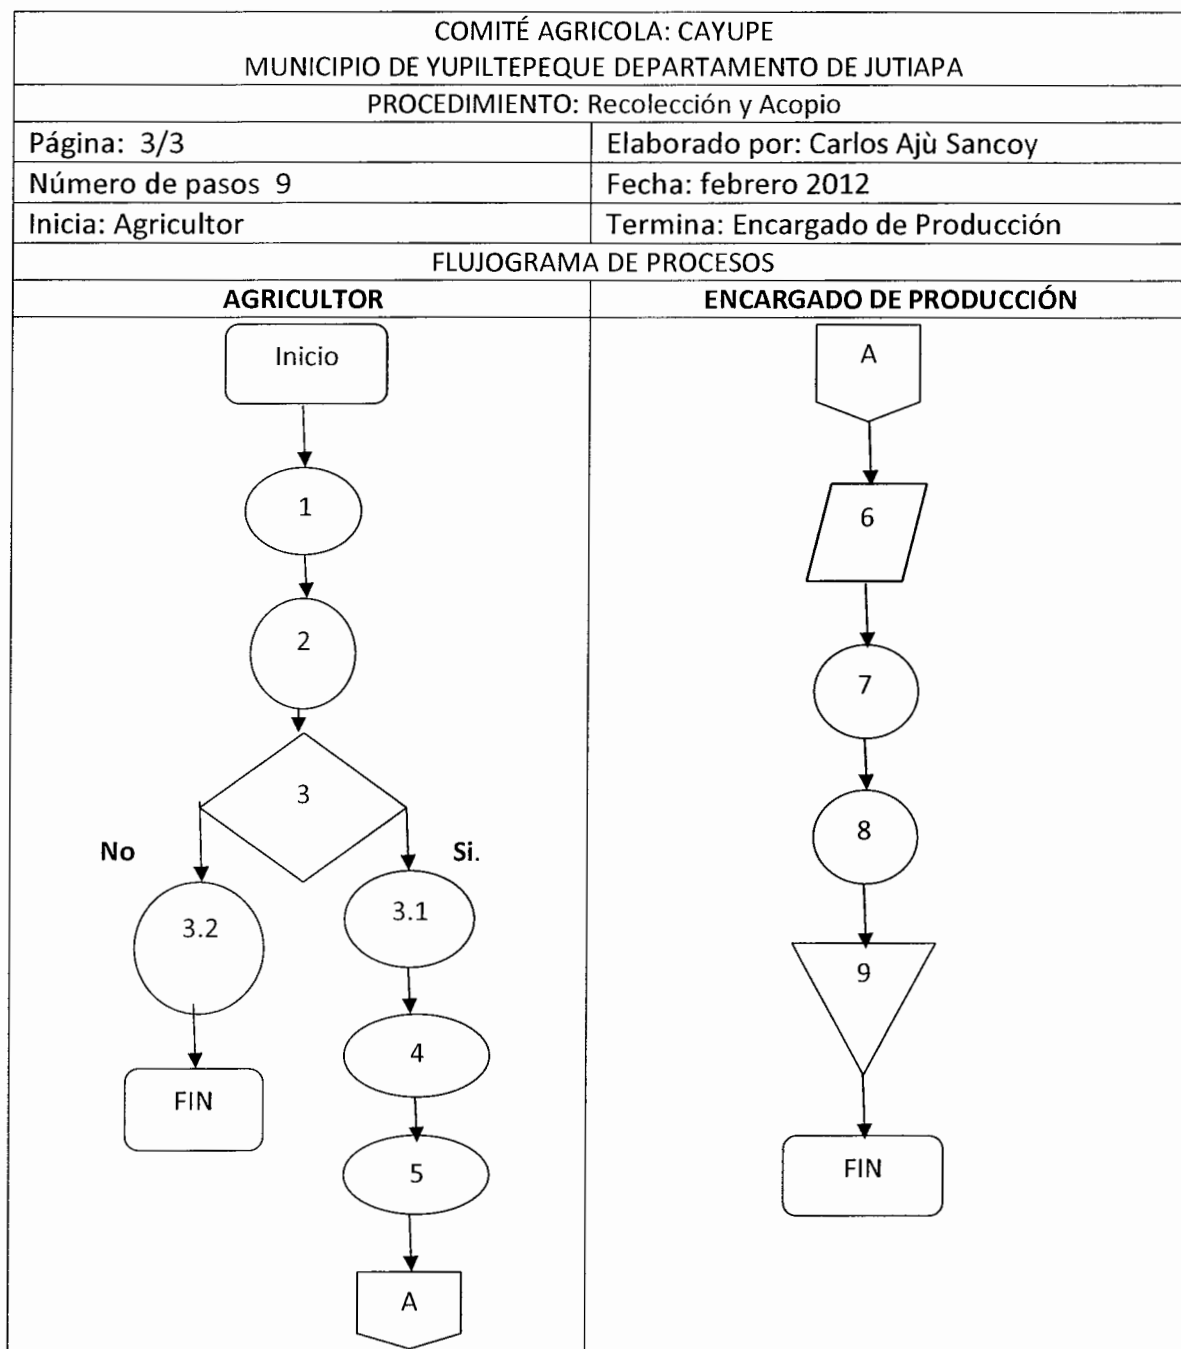 COMITÉ AGRICOLA: CAYUPE
MUNICIPIO DE YUPILTEPEQUE DEPARTAMENTO DE JUTIAPA
PROCEDIMIENTO: Recolección y Acopio
Página: 3/3
Elaborado por: Carlos Ajù Sancoy
Número de pasos 9
Fecha: febrero 2012
Inicia: Agricultor
Termina: Encargado de Producción
FLUJOGRAMA DE PROCESOS
AGRICULTOR
Inicio
1
2
3
No
Si.
3.2
3.1
4
FIN
5
A
ENCARGADO DE PRODUCCIÓN
A
6
7
8
9
FIN